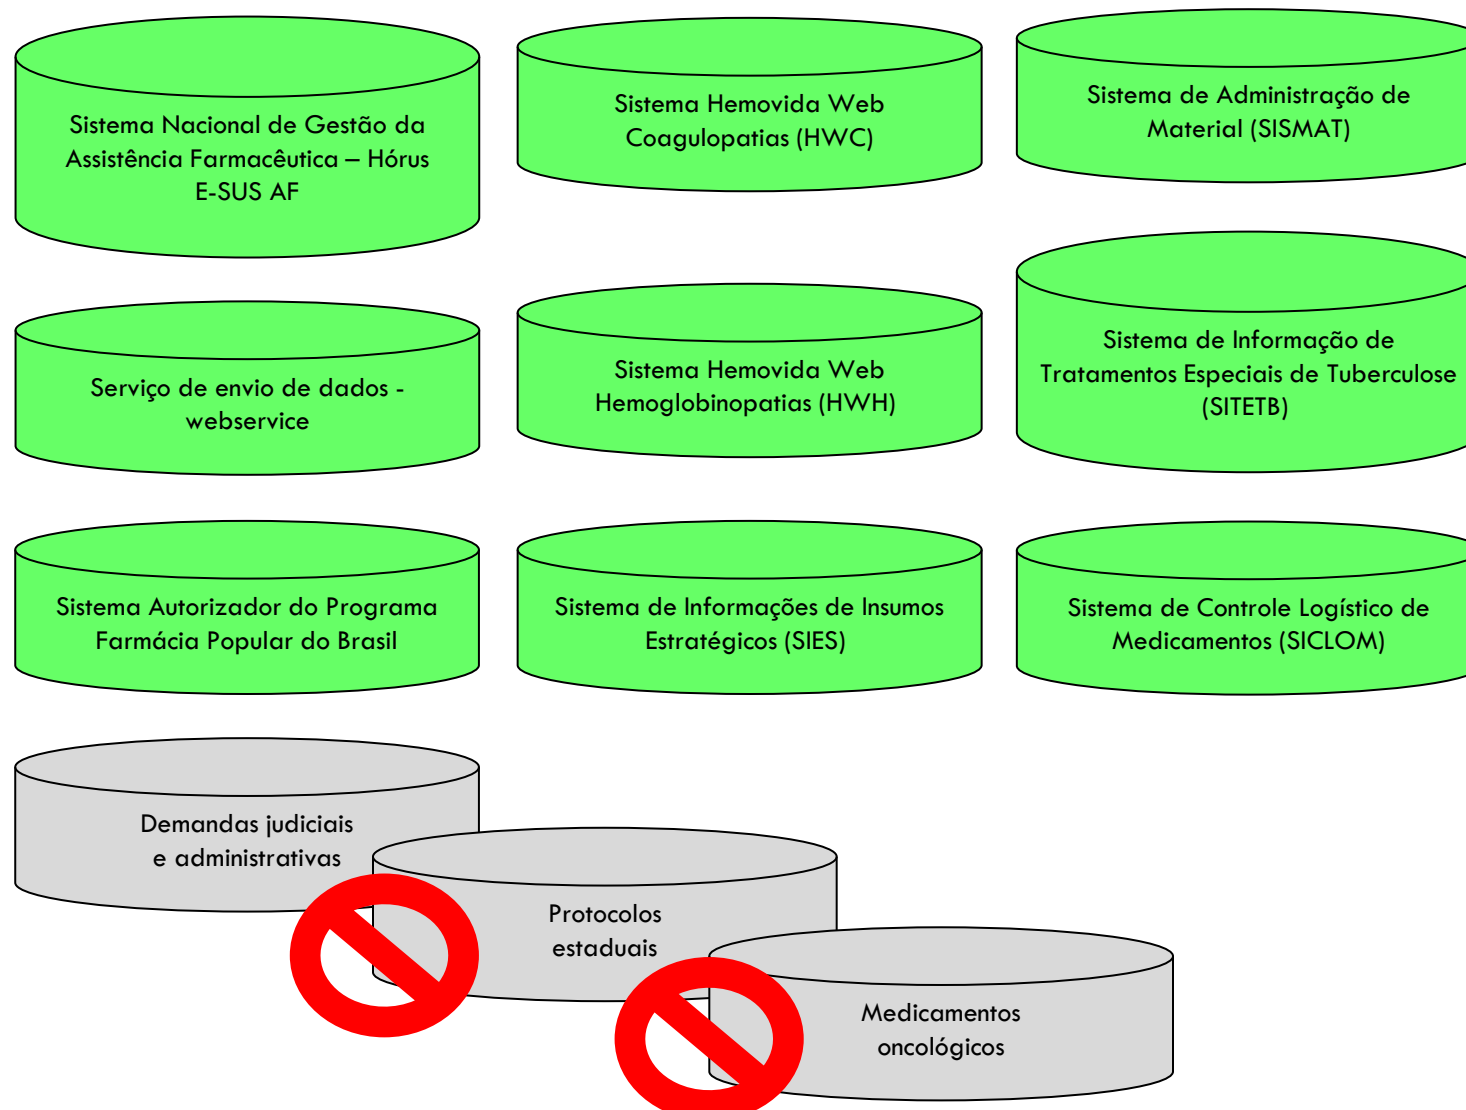 Sistema Nacional de Gestão da
Assistência Farmacêutica – Hórus
E-SUS AF
Sistema Hemovida Web
Coagulopatias (HWC)
Sistema de Administração de
Material (SISMAT)
Serviço de envio de dados -
webservice
Sistema Hemovida Web
Hemoglobinopatias (HWH)
Sistema de Informação de
Tratamentos Especiais de Tuberculose
(SITETB)
Sistema Autorizador do Programa
Farmácia Popular do Brasil
Sistema de Informações de Insumos
Estratégicos (SIES)
Sistema de Controle Logístico de
Medicamentos (SICLOM)
Demandas judiciais
e administrativas
Protocolos
estaduais
Medicamentos
oncológicos